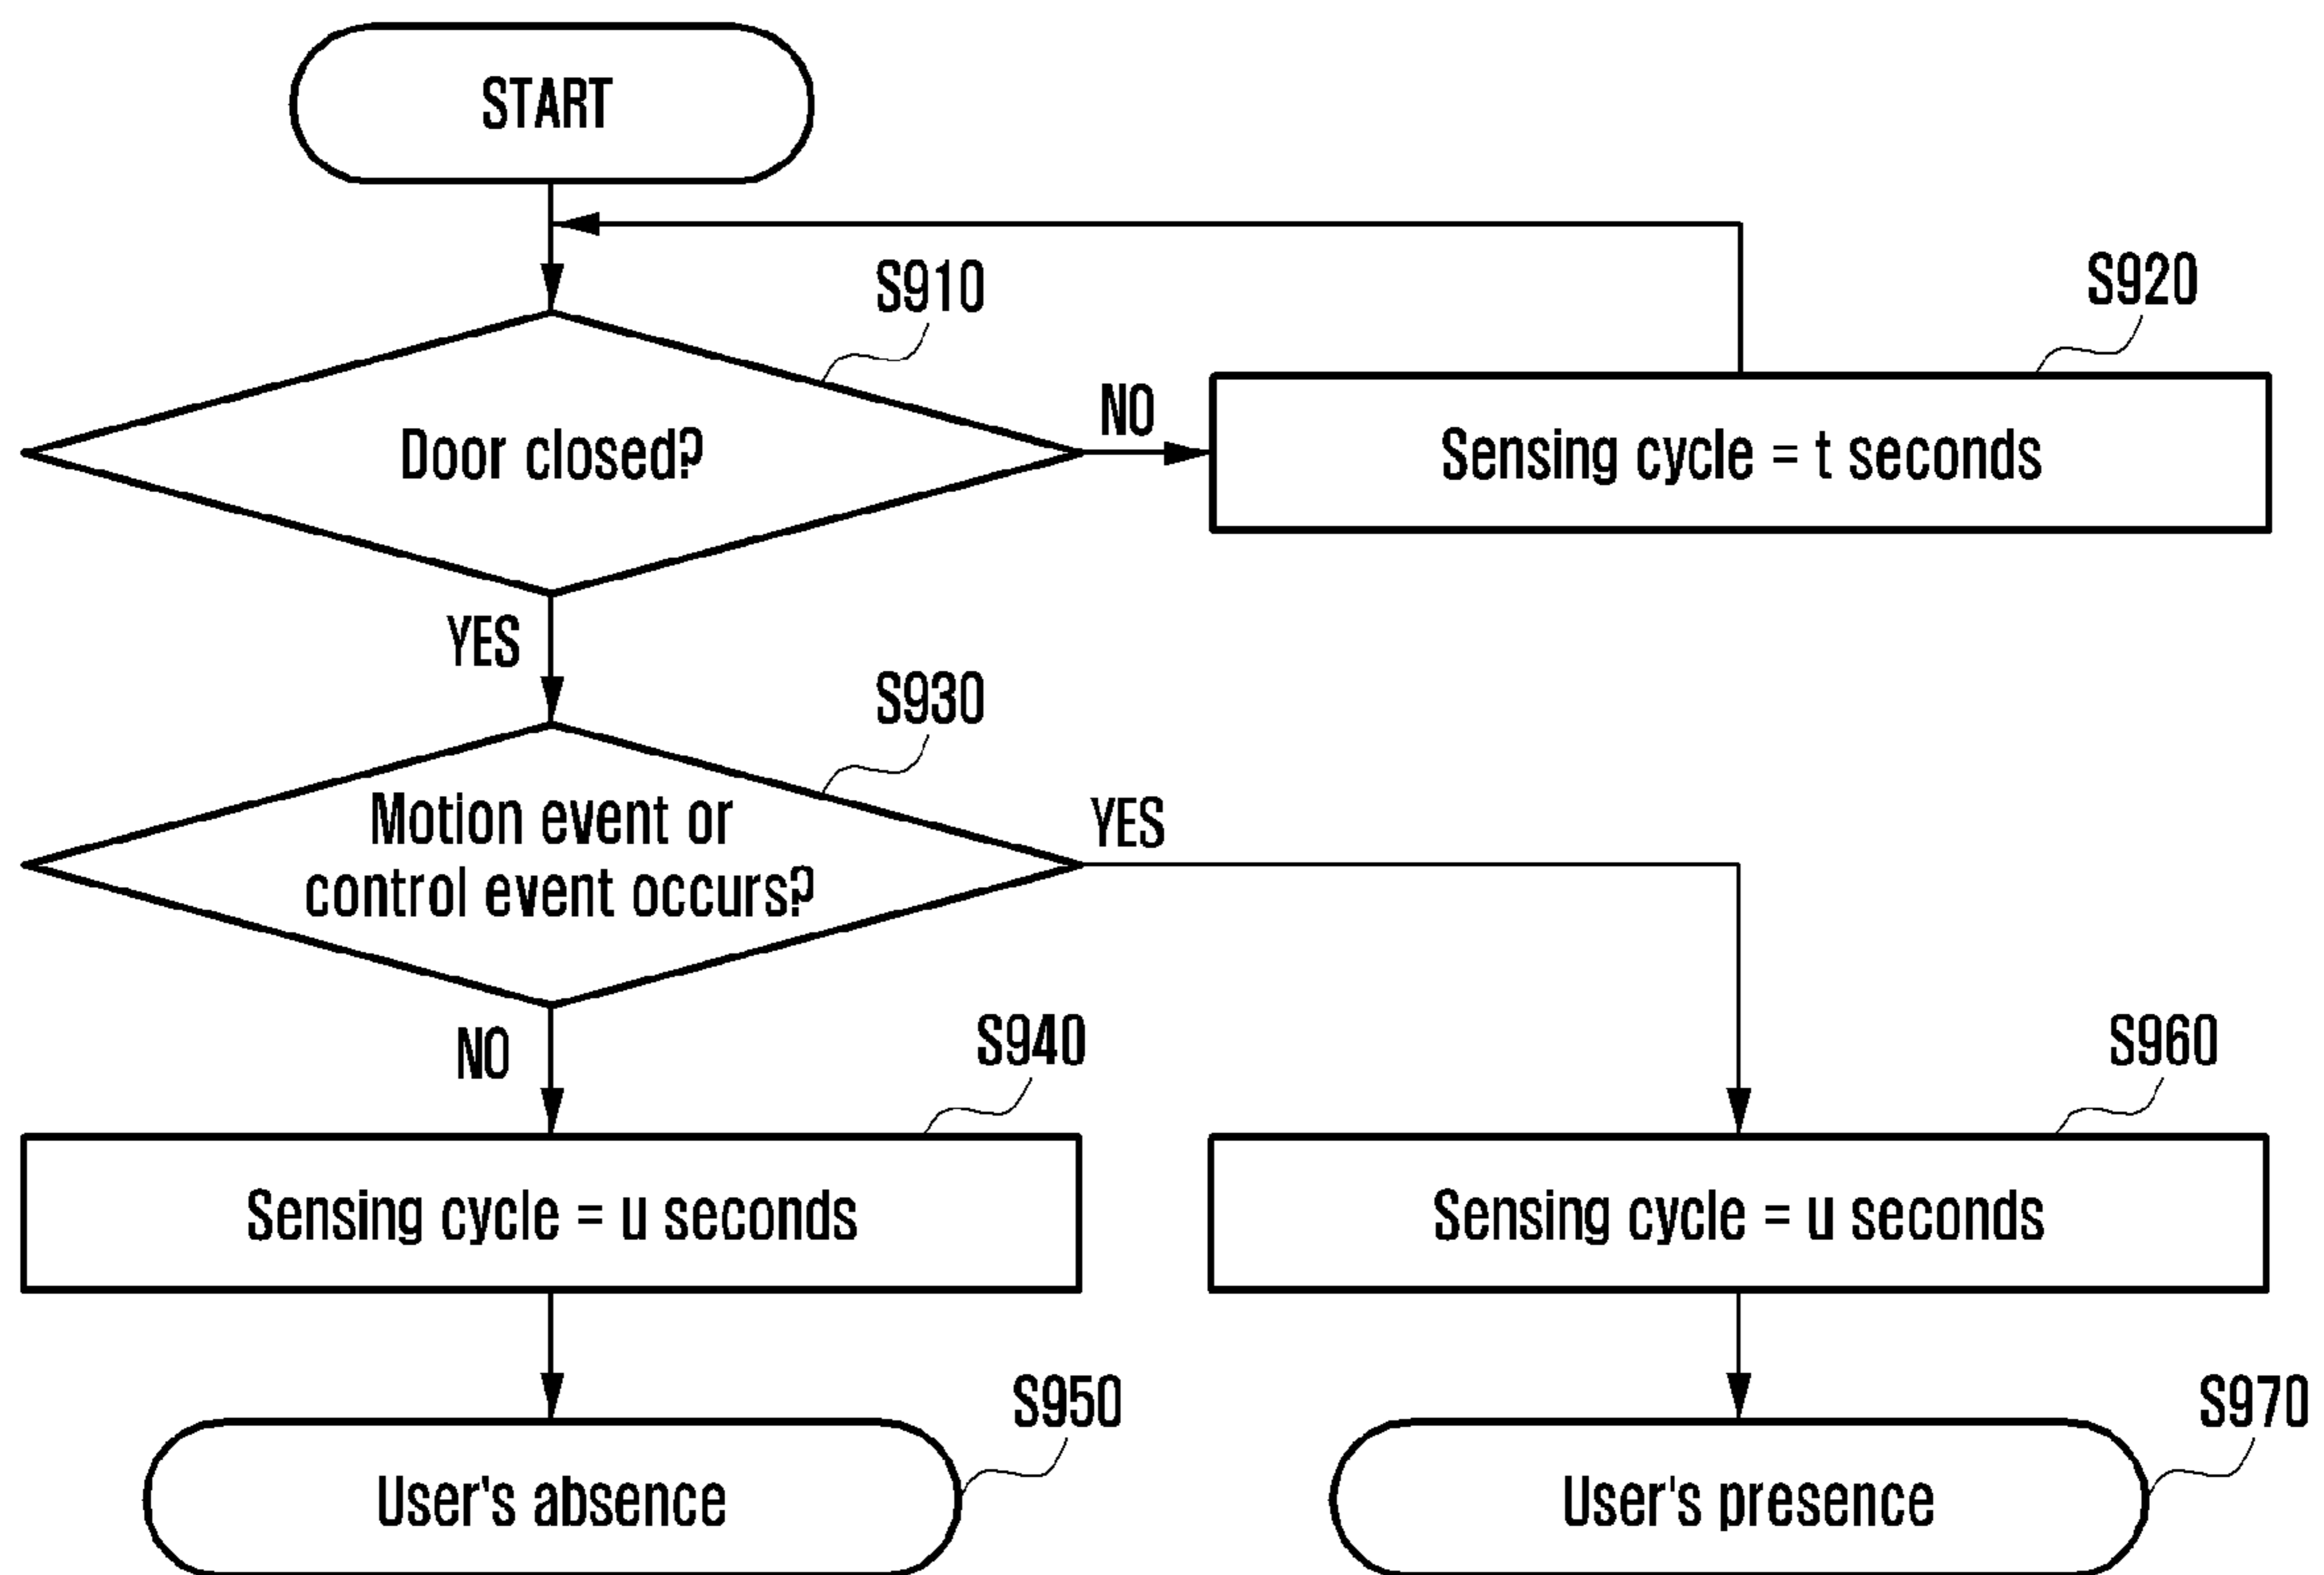 START
S910
S920
Door closed?
NO
Sensing cycle = t seconds
YES
S930
Motion event or
control event occurs?
YES
NO
S940
S960
Sensing cycle = u seconds
Sensing cycle = u seconds
S950
S970
User's absence
User's presence